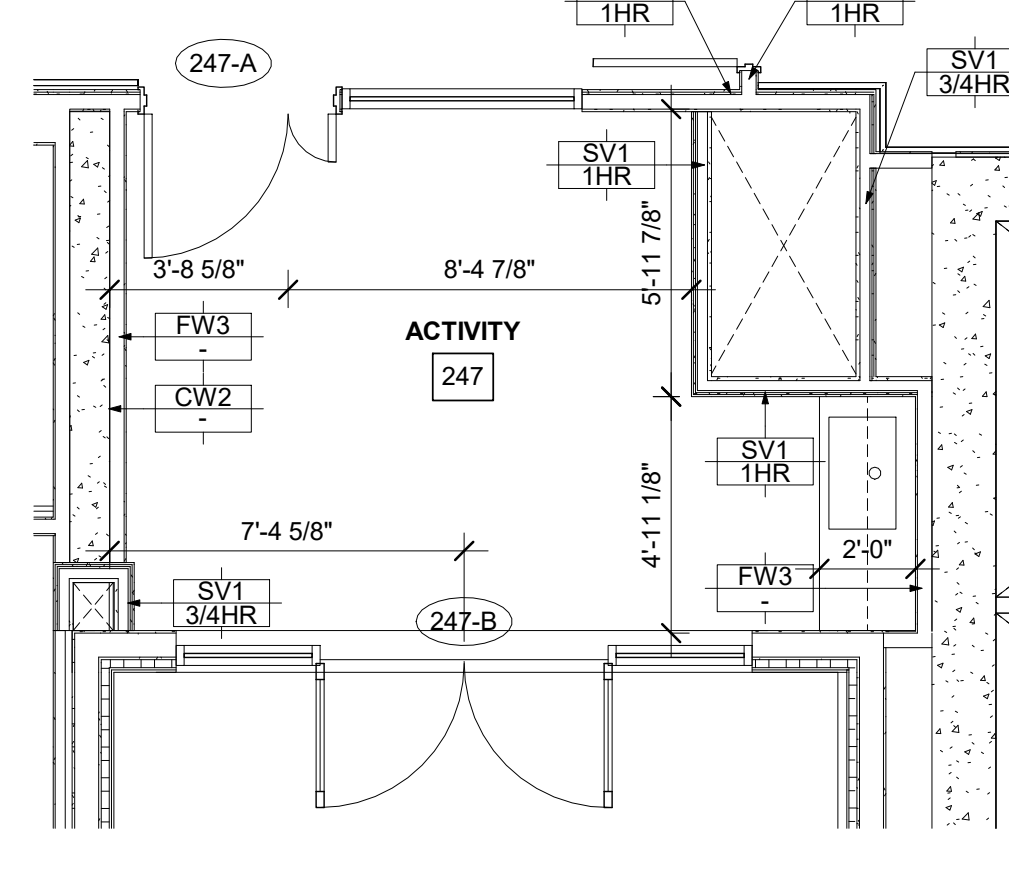 1HR
1HR
247-A
SV1
3/4HR
SV1
1HR
5'-11 7/8"
3'-8 5/8"
8'-4 7/8"
FW3
-
ACTIVITY
247
CW2
-
SV1
1HR
4'-11 1/8"
7'-4 5/8"
2'-0"
SV1
3/4HR
247-B
FW3
-